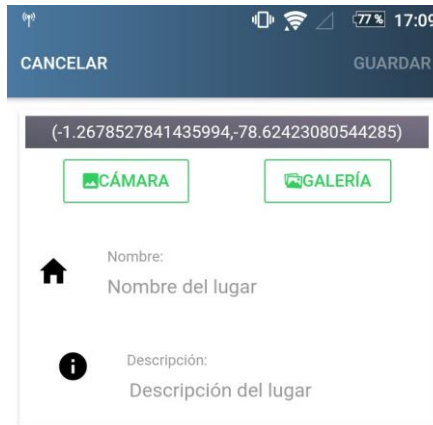 77% 17:09
CANCELAR GUARDAR
(-1.2678527841435994,-78.62423080544285)
CÁMARA GALERÍA
Nombre:
Nombre del lugar
Descripción:
Descripción del lugar